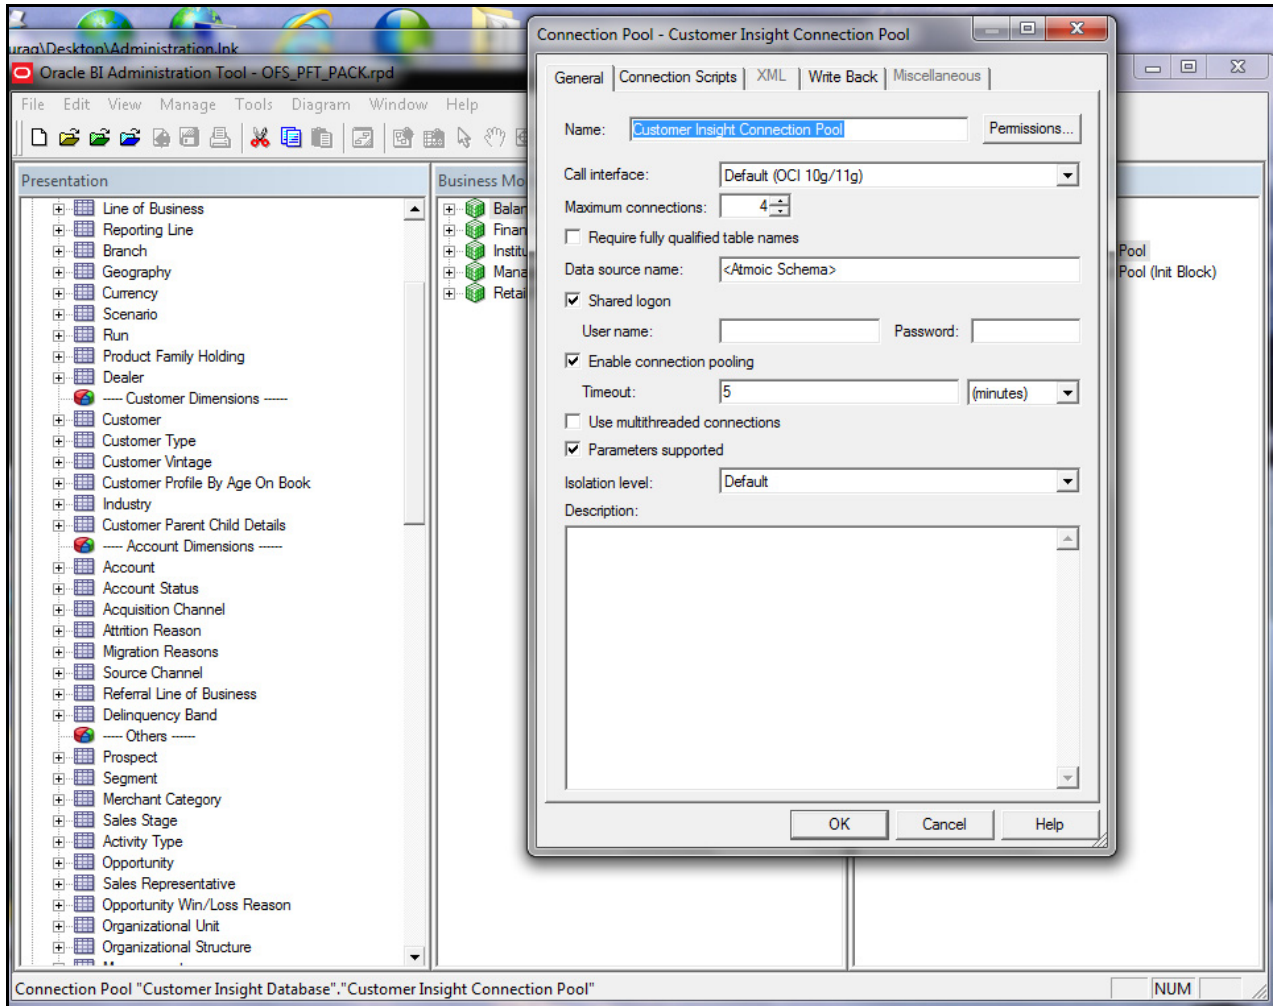 urag\Desktop\Administration.lnk
Oracle BI Administration Tool - OFS_PFT_PACK.rpd
File Edit View Manage Tools Diagram Window Help
Presentation
Line of Business
Reporting Line
Branch
Geography
Currency
Scenario
Run
Product Family Holding
Dealer
----- Customer Dimensions ------
Customer
Customer Type
Customer Vintage
Customer Profile By Age On Book
Industry
Customer Parent Child Details
----- Account Dimensions ------
Account
Account Status
Acquisition Channel
Attrition Reason
Migration Reasons
Source Channel
Referral Line of Business
Delinquency Band
----- Others ------
Prospect
Segment
Merchant Category
Sales Stage
Activity Type
Opportunity
Sales Representative
Opportunity Win/Loss Reason
Organizational Unit
Organizational Structure
Business Mo
Balan
Finan
Institu
Mana
Retai
Connection Pool - Customer Insight Connection Pool
General Connection Scripts XML Write Back Miscellaneous
Name: Customer Insight Connection Pool Permissions...
Call interface: Default (OCI 10g/11g)
Maximum connections: 4
Require fully qualified table names
Data source name: <Atmoic Schema>
Shared logon
User name: Password:
Enable connection pooling
Timeout: 5 (minutes)
Use multithreaded connections
Parameters supported
Isolation level: Default
Description:
OK Cancel Help
Pool
Pool (Init Block)
Connection Pool "Customer Insight Database"."Customer Insight Connection Pool"
NUM